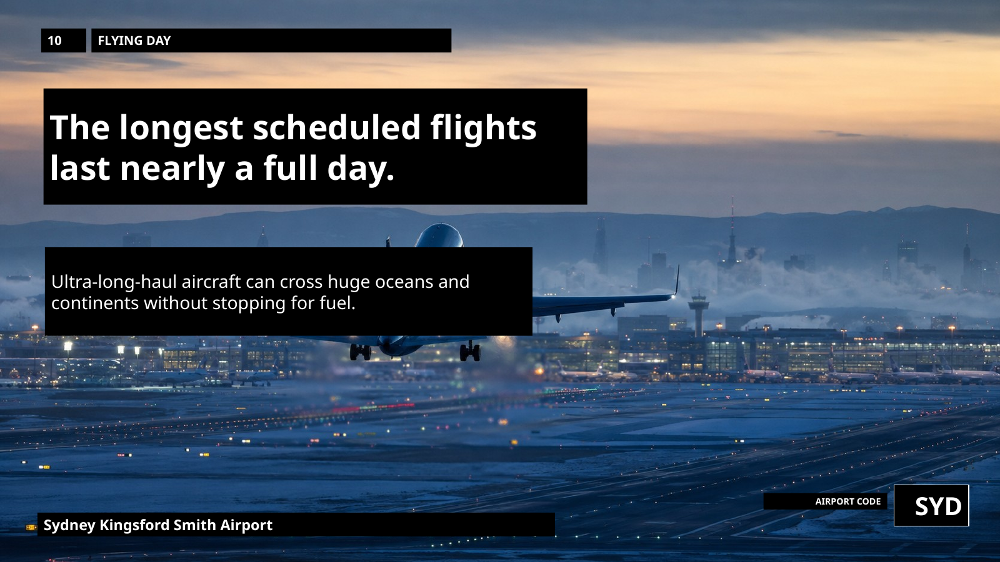 10
FLYING DAY
The longest scheduled flights
last nearly a full day.
Ultra-long-haul aircraft can cross huge oceans and
continents without stopping for fuel.
AIRPORT CODE
SYD
Sydney Kingsford Smith Airport